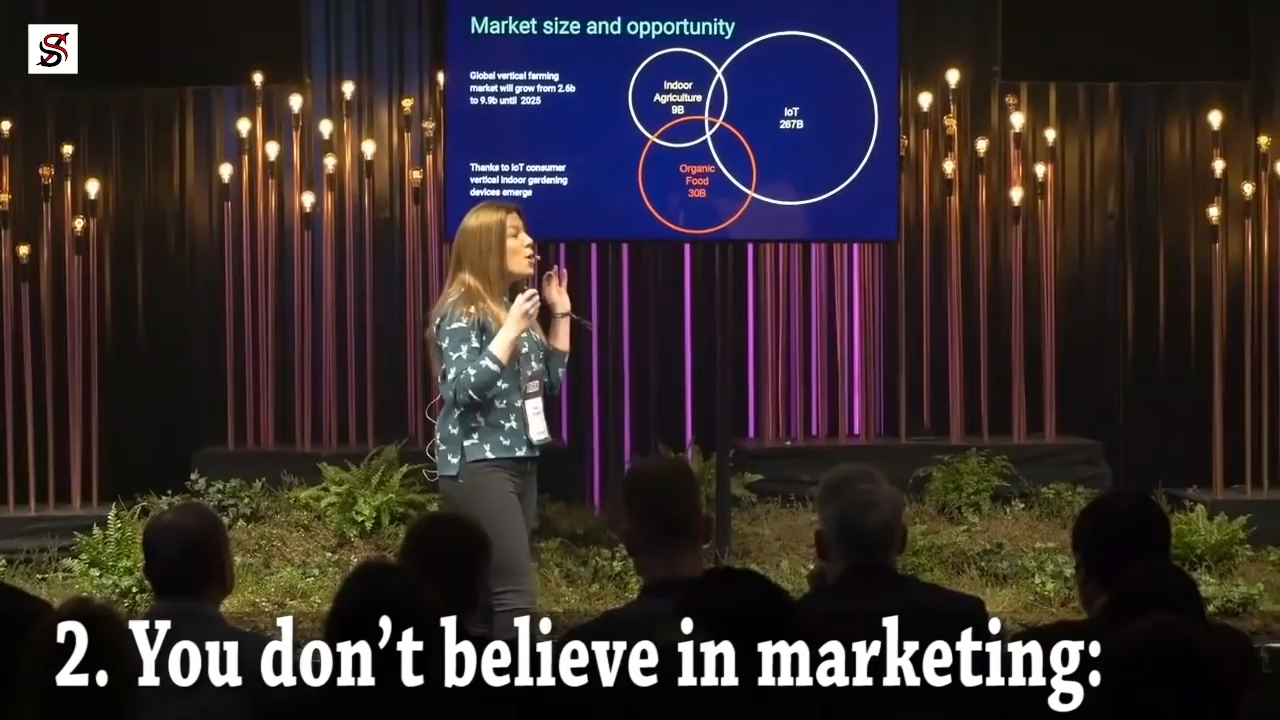 Market size and opportunity
Global vertical farming
market will grow from 2.6b
to 9.9b until 2025
Thanks to IoT consumer
vertical indoor gardening
devices emerge
Indoor
Agriculture
9B
IoT
267B
Organic
Food
30B
2. You don't believe in marketing: